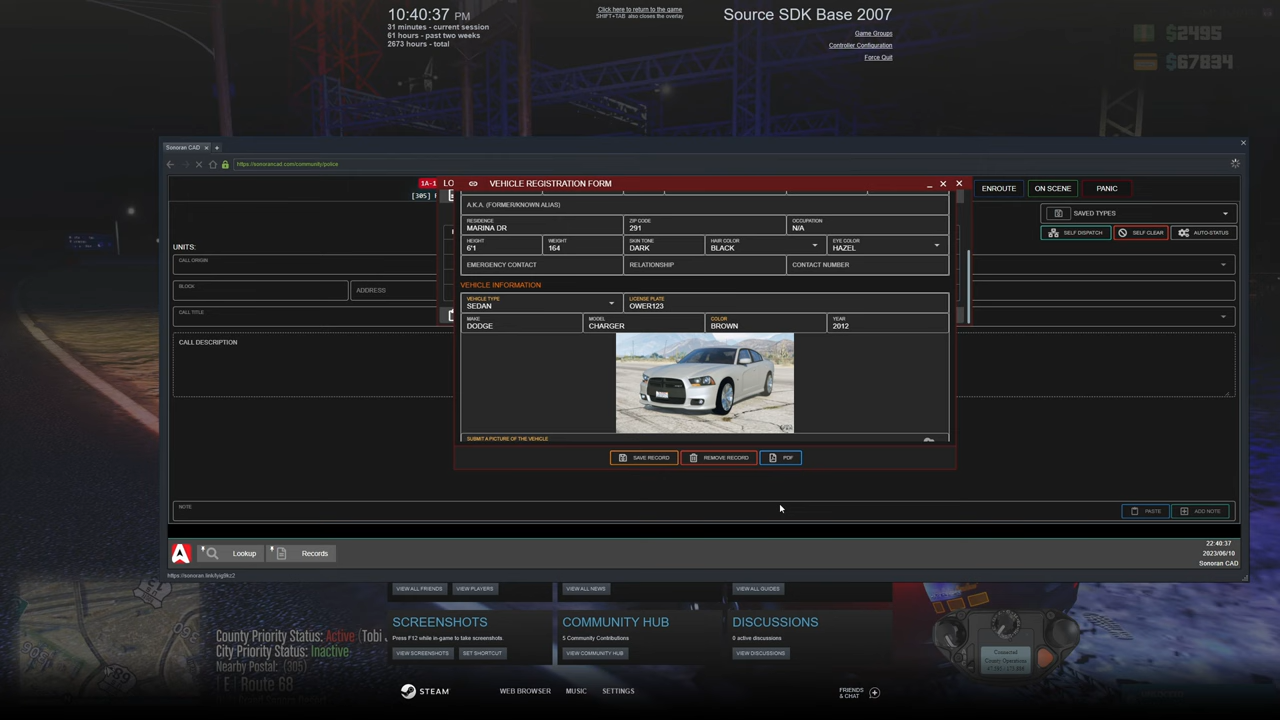 10:40:37 PM
31 minutes - current session
61 hours - past two weeks
2673 hours - total
Click here to return to the game
SHIFT+TAB also closes the overlay
Source SDK Base 2007
Game Groups
Controller Configuration
Force Quit
$2495
$67834
Sonoran CAD
https://sonorancad.com/community/police
1A-1
LO
VEHICLE REGISTRATION FORM
ENROUTE
ON SCENE
PANIC
[305]
SAVED TYPES
SELF DISPATCH
SELF CLEAR
AUTO-STATUS
UNITS:
CALL ORIGIN
BLOCK
ADDRESS
CALL TITLE
CALL DESCRIPTION
A.K.A. (FORMER/KNOWN ALIAS)
RESIDENCE
MARINA DR
ZIP CODE
291
OCCUPATION
N/A
HEIGHT
6'1
WEIGHT
164
SKIN TONE
DARK
HAIR COLOR
BLACK
EYE COLOR
HAZEL
EMERGENCY CONTACT
RELATIONSHIP
CONTACT NUMBER
VEHICLE INFORMATION
VEHICLE TYPE
SEDAN
LICENSE PLATE
OWER123
MAKE
DODGE
MODEL
CHARGER
COLOR
BROWN
YEAR
2012
SUBMIT A PICTURE OF THE VEHICLE
SAVE RECORD
REMOVE RECORD
PDF
NOTE
PASTE
ADD NOTE
Lookup
Records
22:40:37
2023/06/10
Sonoran CAD
VIEW ALL FRIENDS
VIEW PLAYERS
VIEW ALL NEWS
VIEW ALL GUIDES
SCREENSHOTS
Press F12 while in-game to take screenshots.
VIEW SCREENSHOTS
SET SHORTCUT
COMMUNITY HUB
5 Community Contributions
VIEW COMMUNITY HUB
DISCUSSIONS
0 active discussions
VIEW DISCUSSIONS
County Priority Status: Active (Tobi
City Priority Status: Inactive
Nearby Postal: (305)
| E | Route 68
Connected
County Operations
STEAM
WEB BROWSER
MUSIC
SETTINGS
FRIENDS
& CHAT